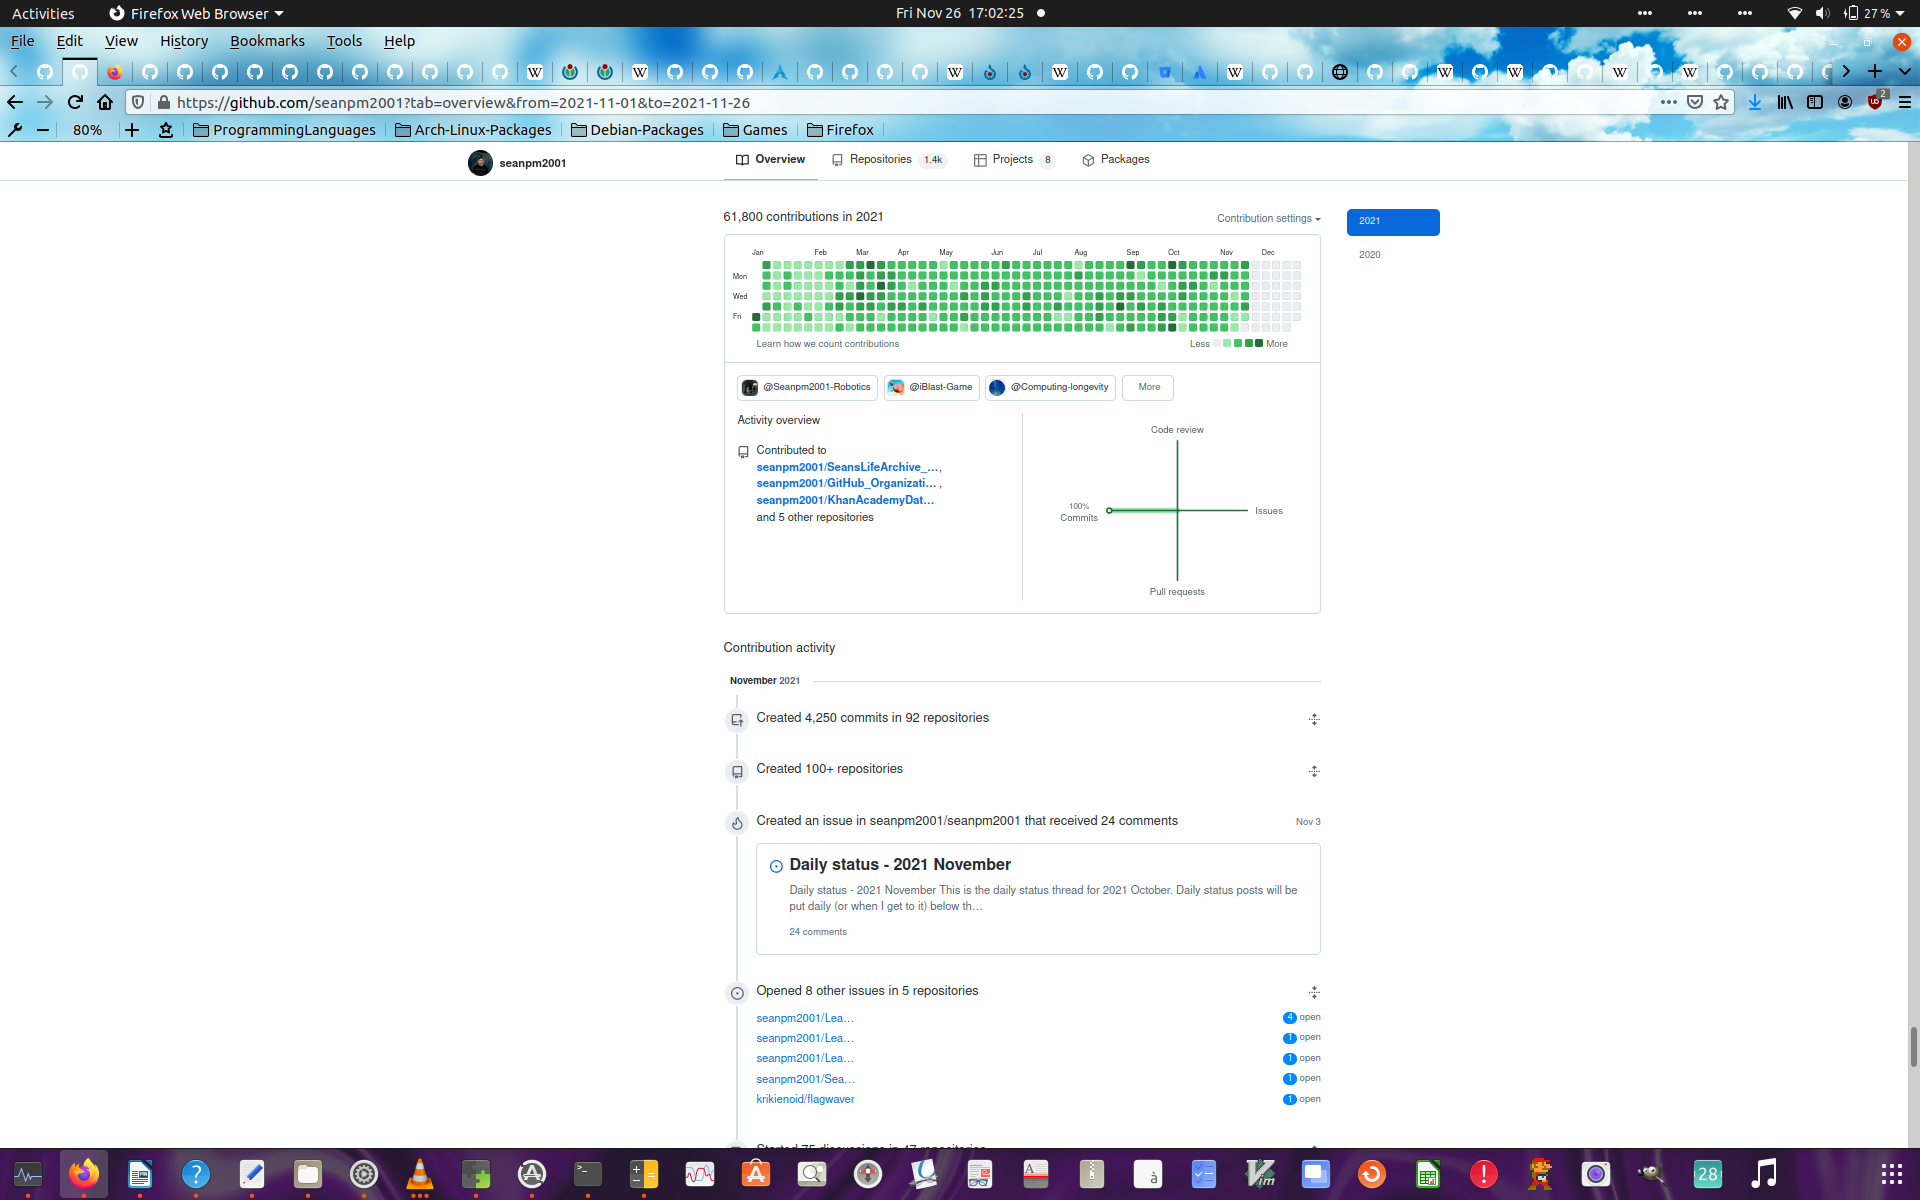 Activities Firefox Web Browser Fri Nov 26 17:02:25 27 %
File Edit View History Bookmarks Tools Help
https://github.com/seanpm2001?tab=overview&from=2021-11-01&to=2021-11-26 2
80% ProgrammingLanguages Arch-Linux-Packages Debian-Packages Games Firefox
seanpm2001 Overview Repositories 1.4k Projects 8 Packages
61,800 contributions in 2021 Contribution settings 2021
2020
Jan Feb Mar Apr May Jun Jul Aug Sep Oct Nov Dec
Mon
Wed
Fri
Learn how we count contributions Less More
@Seanpm2001-Robotics @iBlast-Game @Computing-longevity More
Activity overview
Code review
Contributed to
seanpm2001/SeansLifeArchive_…,
seanpm2001/GitHub_Organizati… ,
seanpm2001/KhanAcademyDat…
and 5 other repositories
100%
Commits
Issues
Pull requests
Contribution activity
November 2021
Created 4,250 commits in 92 repositories
Created 100+ repositories
Created an issue in seanpm2001/seanpm2001 that received 24 comments Nov 3
Daily status - 2021 November
Daily status - 2021 November This is the daily status thread for 2021 October. Daily status posts will be
put daily (or when I get to it) below th…
24 comments
Opened 8 other issues in 5 repositories
seanpm2001/Lea… 4 open
seanpm2001/Lea… 1 open
seanpm2001/Lea… 1 open
seanpm2001/Sea… 1 open
krikienoid/flagwaver 1 open
Started 75 discussions in 47 repositories
28